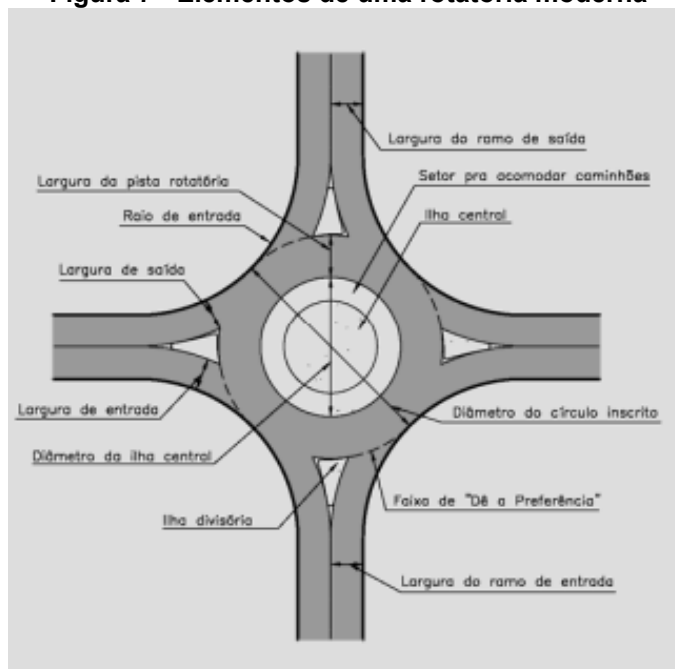 Elementos de uma rotatória moderna
Largura do ramo de saída
Largura da pista rotatória
Setor pra acomodar caminhões
Raio de entrada
Ilha central
Largura de saída
Largura de entrada
Diâmetro do círculo inscrito
Diâmetro da ilha central
Faixa de "Dê a Preferência"
Ilha divisória
Largura do ramo de entrada